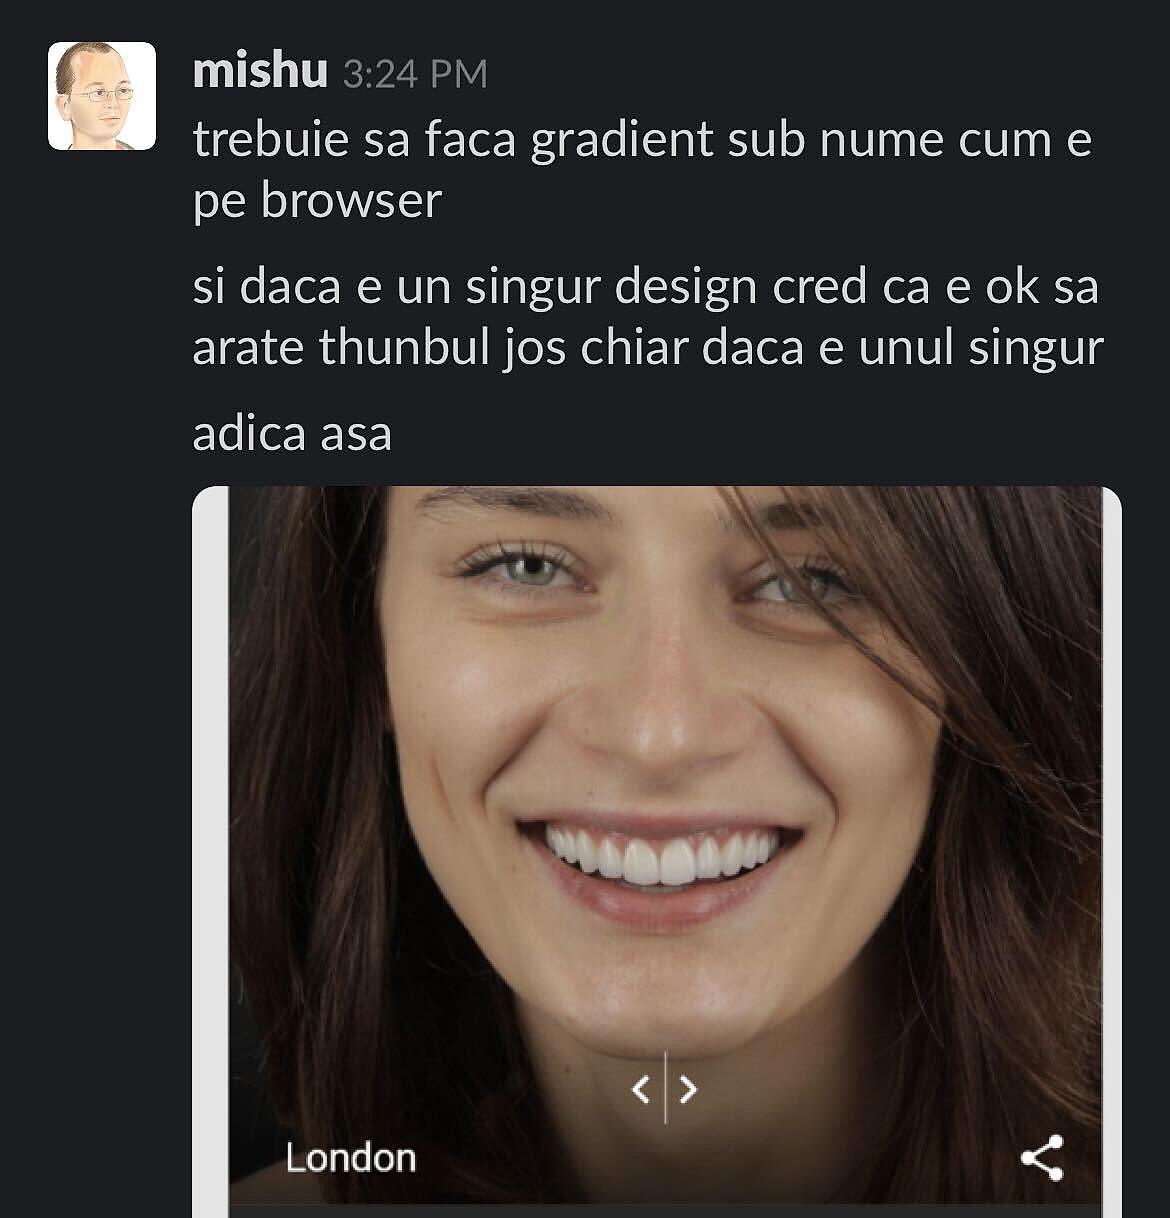 mishu 3:24 PM
trebuie sa faca gradient sub nume cum e
pe browser
si daca e un singur design cred ca e ok sa
arate thunbul jos chiar daca e unul singur
adica asa
London